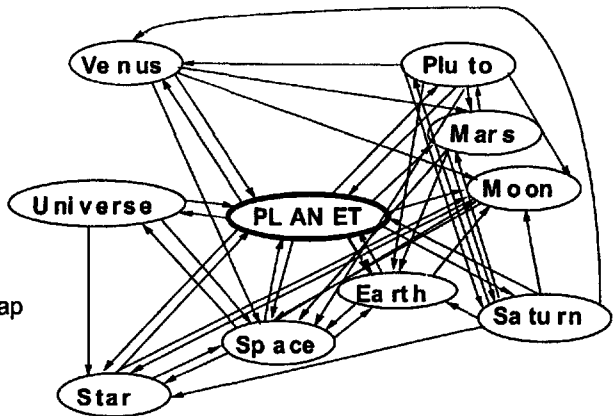 Venus
Pluto
Mars
Moon
Universe
PLANET
Earth
Saturn
ap
Space
Star